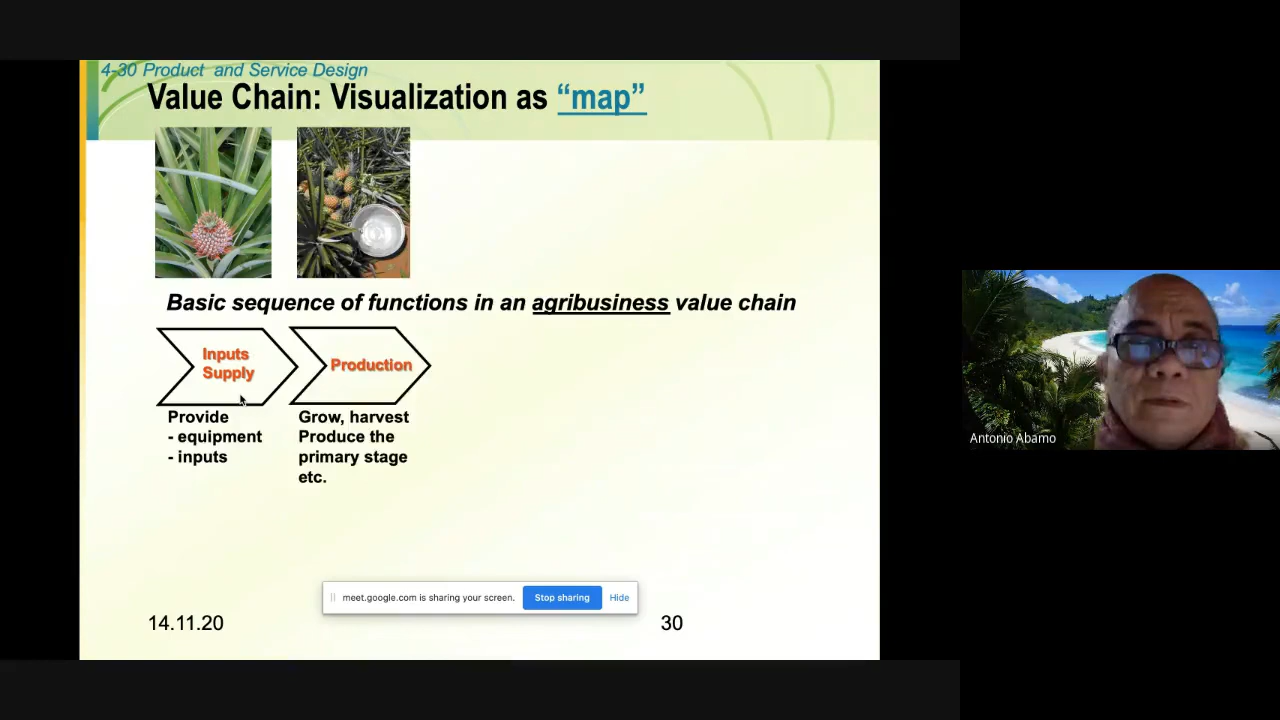 4-30 Product and Service Design
Value Chain: Visualization as “map”
Basic sequence of functions in an agribusiness value chain
Inputs
Supply
Production
Provide
- equipment
- inputs
Grow, harvest
Produce the
primary stage
etc.
meet.google.com is sharing your screen.
Stop sharing
Hide
14.11.20
30
Antonio Abamo